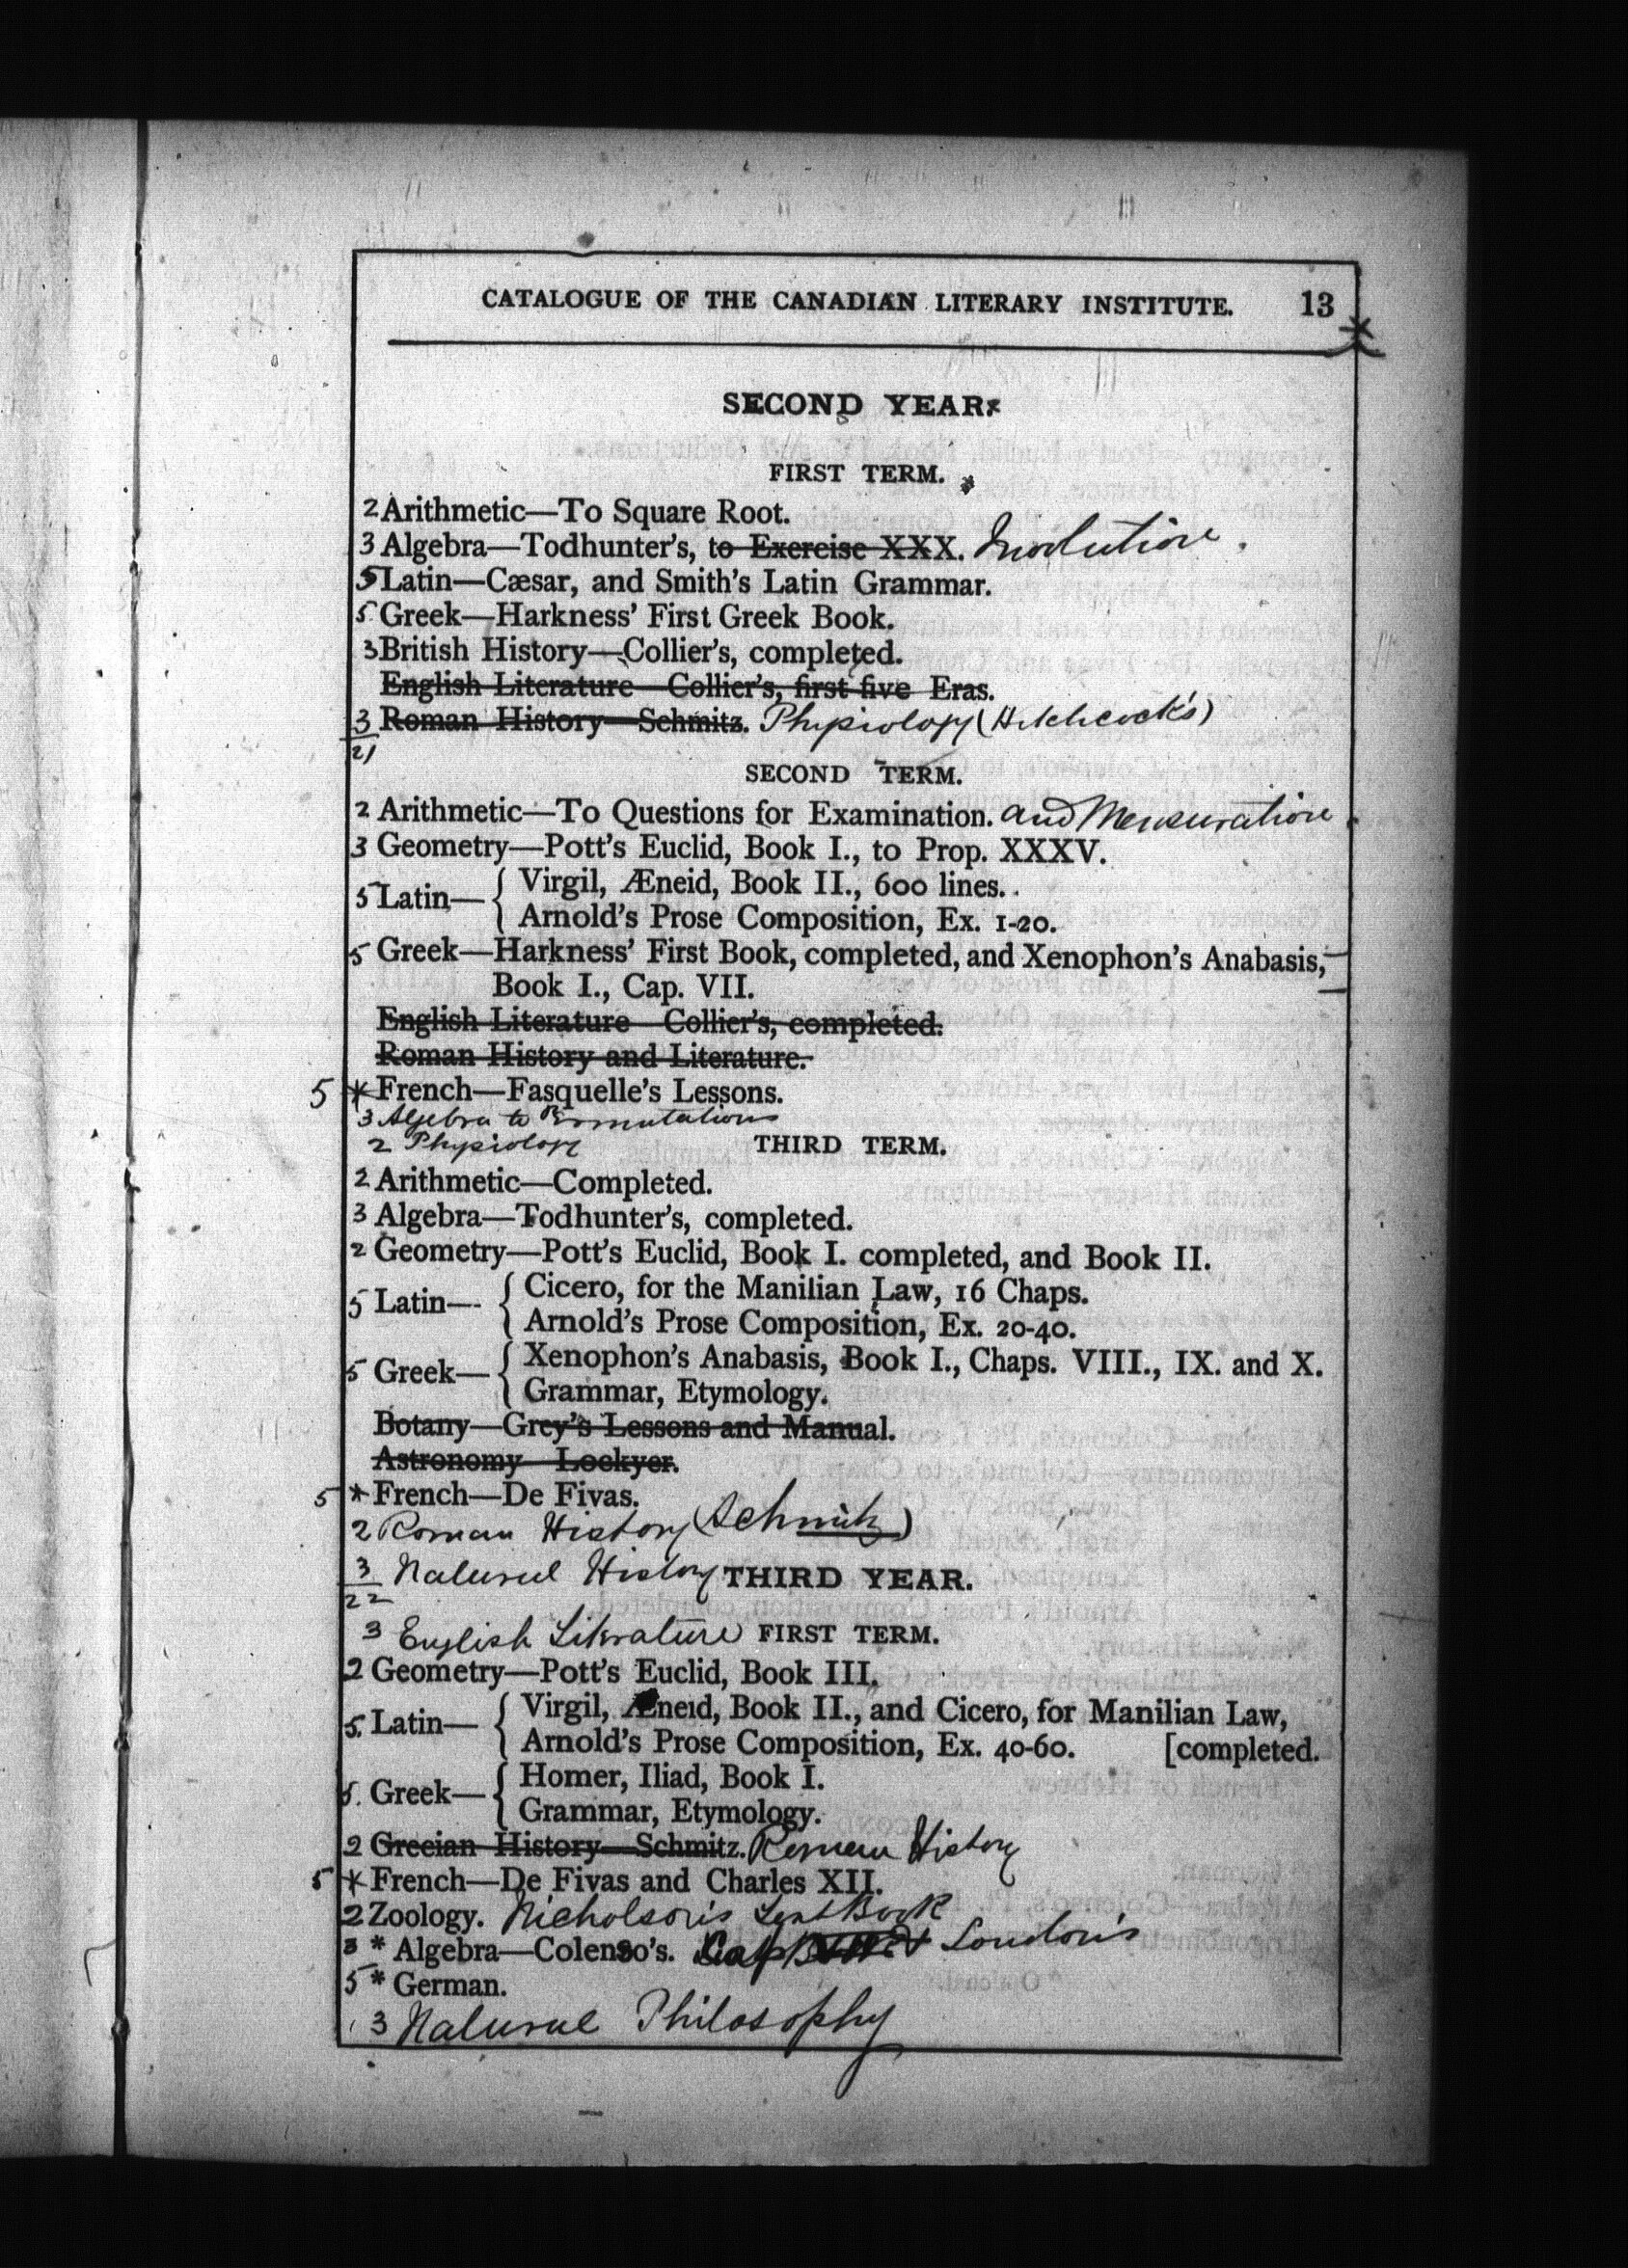 CATALOGUE OF THE CANADIAN LITERARY INSTITUTE. 13
SECOND YEAR.
FIRST TERM.
2 Arithmetic—To Square Root.
3 Algebra—Todhunter's, to Exercise XXX. Involution.
5 Latin—Cæsar, and Smith's Latin Grammar.
5 Greek—Harkness' First Greek Book.
3 British History—Collier's, completed.
English Literature—Collier's, first five Eras.
3 Roman History—Schmitz. Physiology (Hitchcock's)
21
SECOND TERM.
2 Arithmetic—To Questions for Examination. and Mensuration
3 Geometry—Pott's Euclid, Book I., to Prop. XXXV.
5 Latin— { Virgil, Æneid, Book II., 600 lines.
Arnold's Prose Composition, Ex. 1-20.
5 Greek—Harkness' First Book, completed, and Xenophon's Anabasis,
Book I., Cap. VII.
English Literature—Collier's, completed.
Roman History and Literature.
5 * French—Fasquelle's Lessons.
3 Algebra to Permutations
2 Physiology
THIRD TERM.
2 Arithmetic—Completed.
3 Algebra—Todhunter's, completed.
2 Geometry—Pott's Euclid, Book I. completed, and Book II.
5 Latin— { Cicero, for the Manilian Law, 16 Chaps.
Arnold's Prose Composition, Ex. 20-40.
5 Greek— { Xenophon's Anabasis, Book I., Chaps. VIII., IX. and X.
Grammar, Etymology.
Botany—Grey's Lessons and Manual.
Astronomy—Lockyer.
5 * French—De Fivas.
2 Roman History (Schmitz)
3 Natural History
22
THIRD YEAR.
3 English Literature
FIRST TERM.
2 Geometry—Pott's Euclid, Book III.
5. Latin— { Virgil, Æneid, Book II., and Cicero, for Manilian Law,
Arnold's Prose Composition, Ex. 40-60. [completed.
5. Greek— { Homer, Iliad, Book I.
Grammar, Etymology.
2 Grecian History—Schmitz. Roman History
5 * French—De Fivas and Charles XII.
2 Zoology. Nicholson's Text Book
3 * Algebra—Colenso's. Loudon's
5 * German.
3 Natural Philosophy